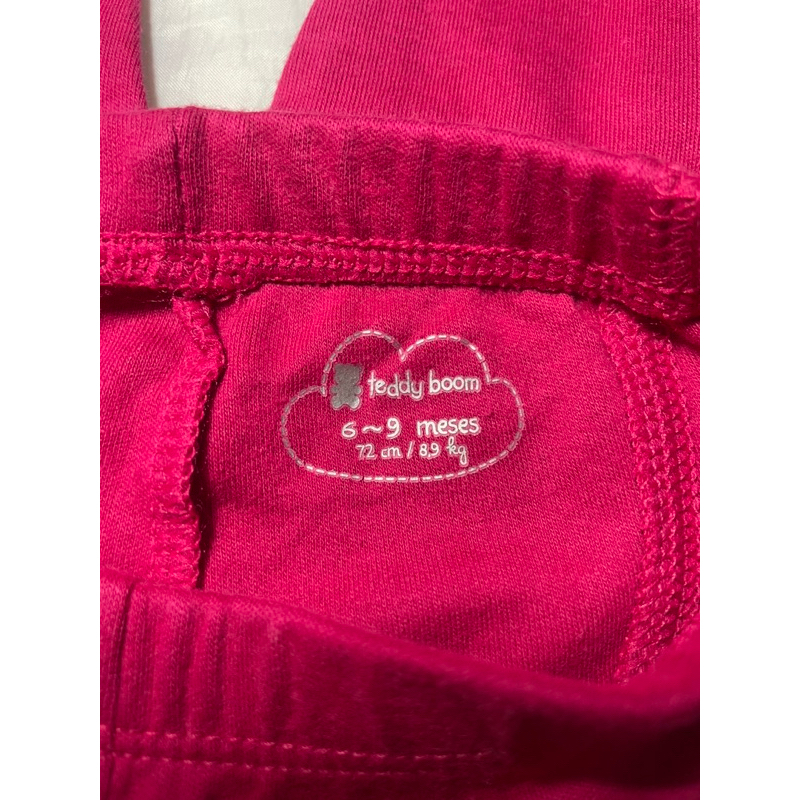 teddy boom
6~9 meses
72 cm / 8,9 kg